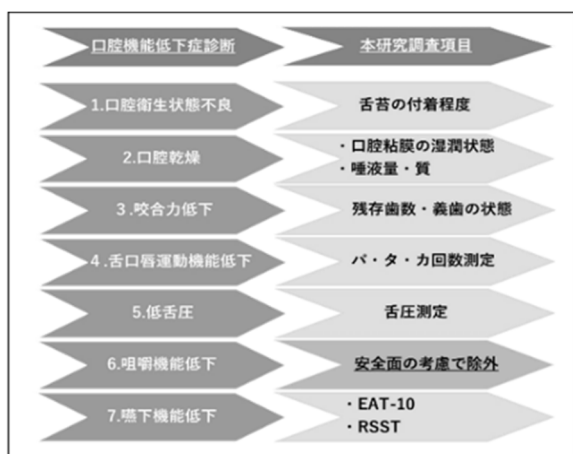 口腔機能低下症診断
本研究調査項目
1.口腔衛生状態不良
舌苔の付着程度
2.口腔乾燥
・口腔粘膜の湿潤状態
・唾液量・質
3.咬合力低下
残存歯数・義歯の状態
4.舌口唇運動機能低下
パ・タ・カ回数測定
5.低舌圧
舌圧測定
6.咀嚼機能低下
安全面の考慮で除外
7.嚥下機能低下
・EAT-10
・RSST